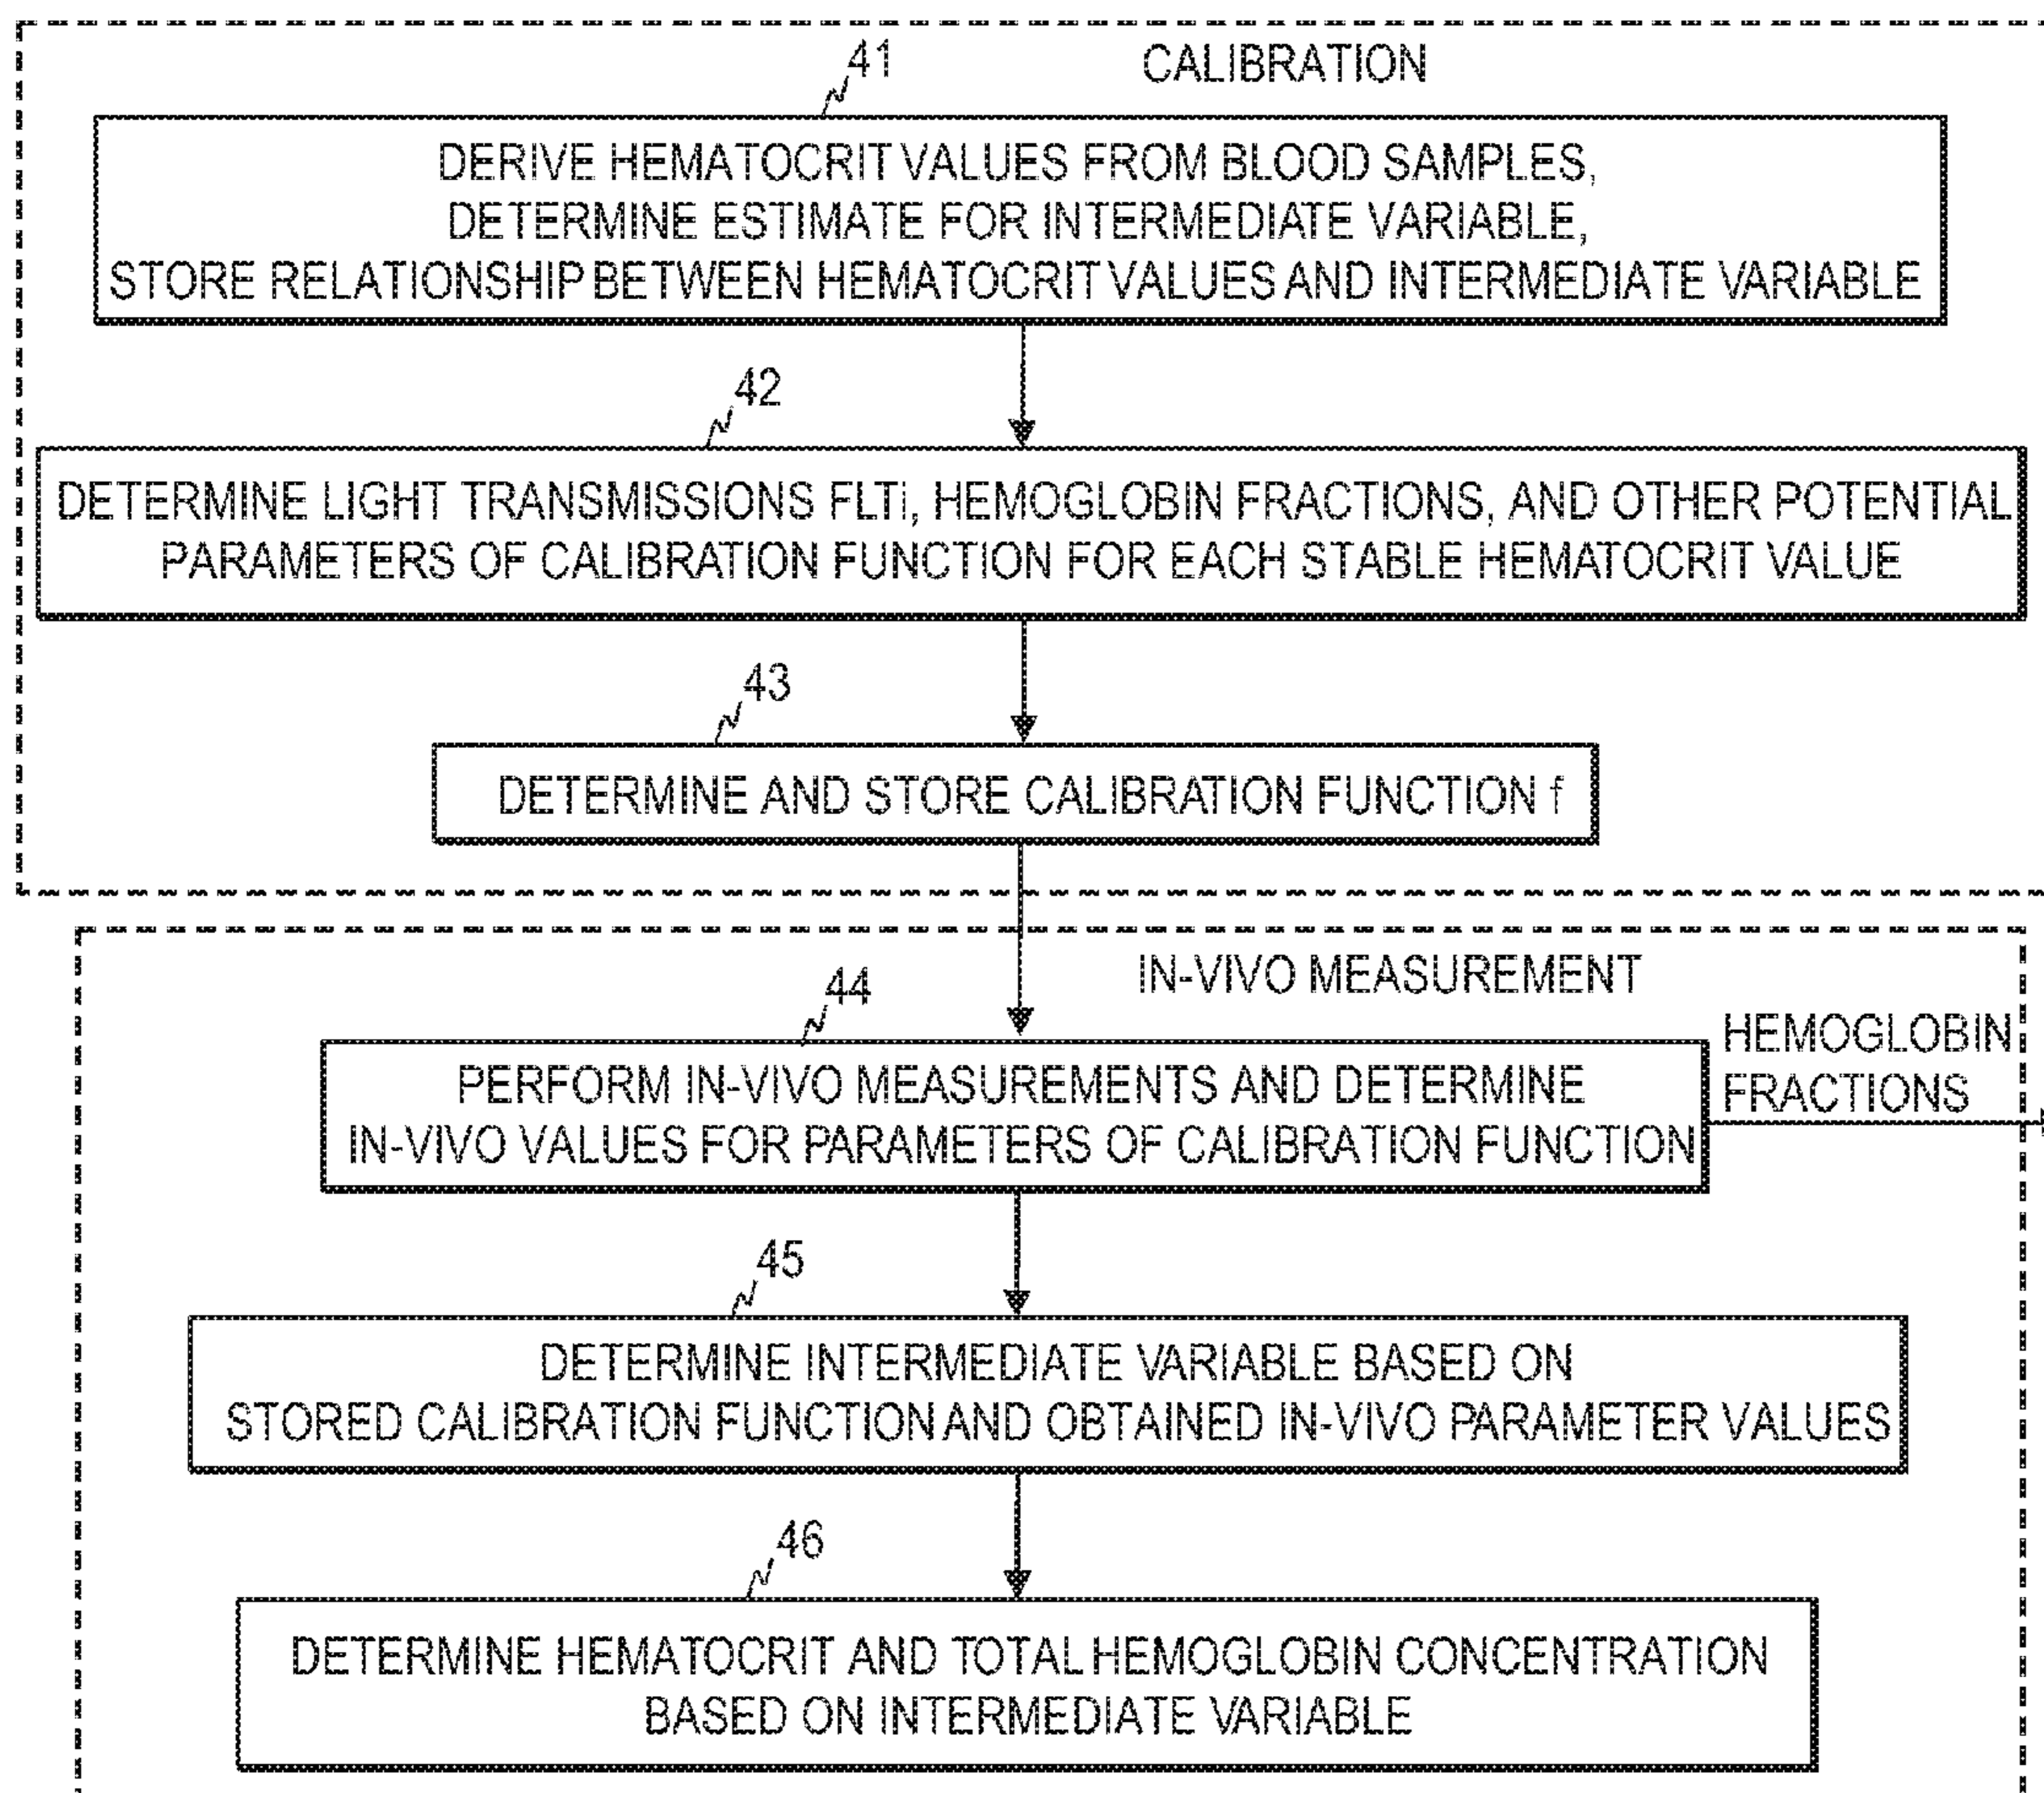 CALIBRATION
41
DERIVE HEMATOCRIT VALUES FROM BLOOD SAMPLES,
DETERMINE ESTIMATE FOR INTERMEDIATE VARIABLE,
STORE RELATIONSHIP BETWEEN HEMATOCRIT VALUES AND INTERMEDIATE VARIABLE
42
DETERMINE LIGHT TRANSMISSIONS FLTi, HEMOGLOBIN FRACTIONS, AND OTHER POTENTIAL
PARAMETERS OF CALIBRATION FUNCTION FOR EACH STABLE HEMATOCRIT VALUE
43
DETERMINE AND STORE CALIBRATION FUNCTION f
IN-VIVO MEASUREMENT
44
PERFORM IN-VIVO MEASUREMENTS AND DETERMINE
IN-VIVO VALUES FOR PARAMETERS OF CALIBRATION FUNCTION
HEMOGLOBIN
FRACTIONS
45
DETERMINE INTERMEDIATE VARIABLE BASED ON
STORED CALIBRATION FUNCTION AND OBTAINED IN-VIVO PARAMETER VALUES
46
DETERMINE HEMATOCRIT AND TOTAL HEMOGLOBIN CONCENTRATION
BASED ON INTERMEDIATE VARIABLE